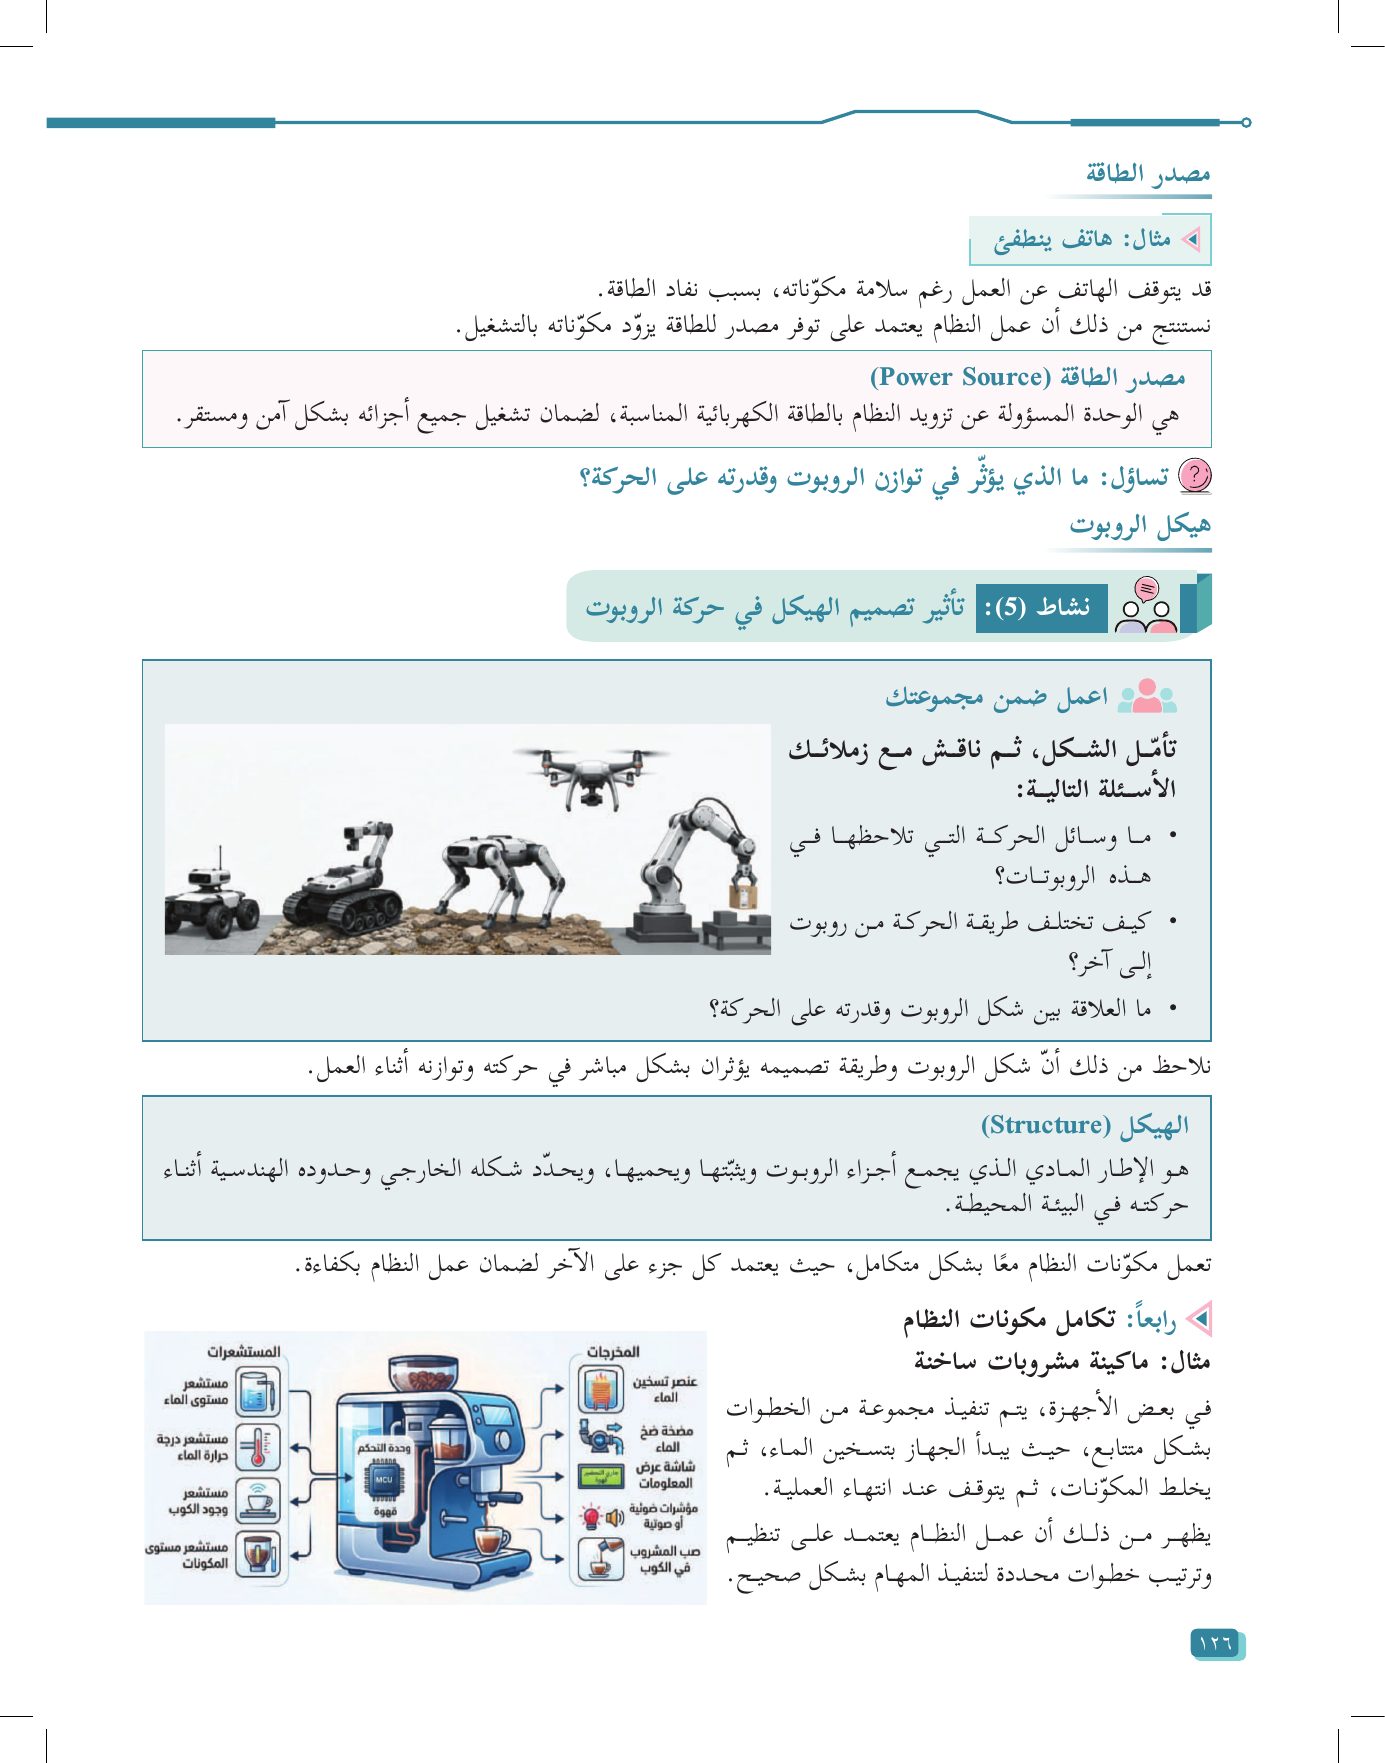 مصدر الطاقة
مثال: هاتف ينطفئ
قد يتوقف الهاتف عن العمل رغم سلامة مكوّناته، بسبب نفاد الطاقة.
نستنتج من ذلك أن عمل النظام يعتمد على توفر مصدر للطاقة يزوّد مكوّناته بالتشغيل.
مصدر الطاقة (Power Source)
هي الوحدة المسؤولة عن تزويد النظام بالطاقة الكهربائية المناسبة، لضمان تشغيل جميع أجزائه بشكل آمن ومستقر.
تساؤل: ما الذي يؤثّر في توازن الروبوت وقدرته على الحركة؟
هيكل الروبوت
نشاط (5): تأثير تصميم الهيكل في حركة الروبوت
اعمل ضمن مجموعتك
تأمّل الشكل، ثم ناقش مع زملائك
الأسئلة التالية:
• ما وسائل الحركة التي تلاحظها في
هذه الروبوتات؟
• كيف تختلف طريقة الحركة من روبوت
إلى آخر؟
• ما العلاقة بين شكل الروبوت وقدرته على الحركة؟
نلاحظ من ذلك أنّ شكل الروبوت وطريقة تصميمه يؤثران بشكل مباشر في حركته وتوازنه أثناء العمل.
الهيكل (Structure)
هو الإطار المادي الذي يجمع أجزاء الروبوت ويثبّتها ويحميها، ويحدّد شكله الخارجي وحدوده الهندسية أثناء
حركته في البيئة المحيطة.
تعمل مكوّنات النظام معًا بشكل متكامل، حيث يعتمد كل جزء على الآخر لضمان عمل النظام بكفاءة.
رابعاً: تكامل مكونات النظام
مثال: ماكينة مشروبات ساخنة
في بعض الأجهزة، يتم تنفيذ مجموعة من الخطوات
بشكل متتابع، حيث يبدأ الجهاز بتسخين الماء، ثم
يخلط المكوّنات، ثم يتوقف عند انتهاء العملية.
يظهر من ذلك أن عمل النظام يعتمد على تنظيم
وترتيب خطوات محددة لتنفيذ المهام بشكل صحيح.
المخرجات
عنصر تسخين
الماء
مضخة ضخ
الماء
شاشة عرض
المعلومات
مؤشرات ضوئية
أو صوتية
صب المشروب
في الكوب
وحدة التحكم
MCU
قهوة
المستشعرات
مستشعر
مستوى الماء
مستشعر درجة
حرارة الماء
مستشعر
وجود الكوب
مستشعر مستوى
المكونات
١٢٦